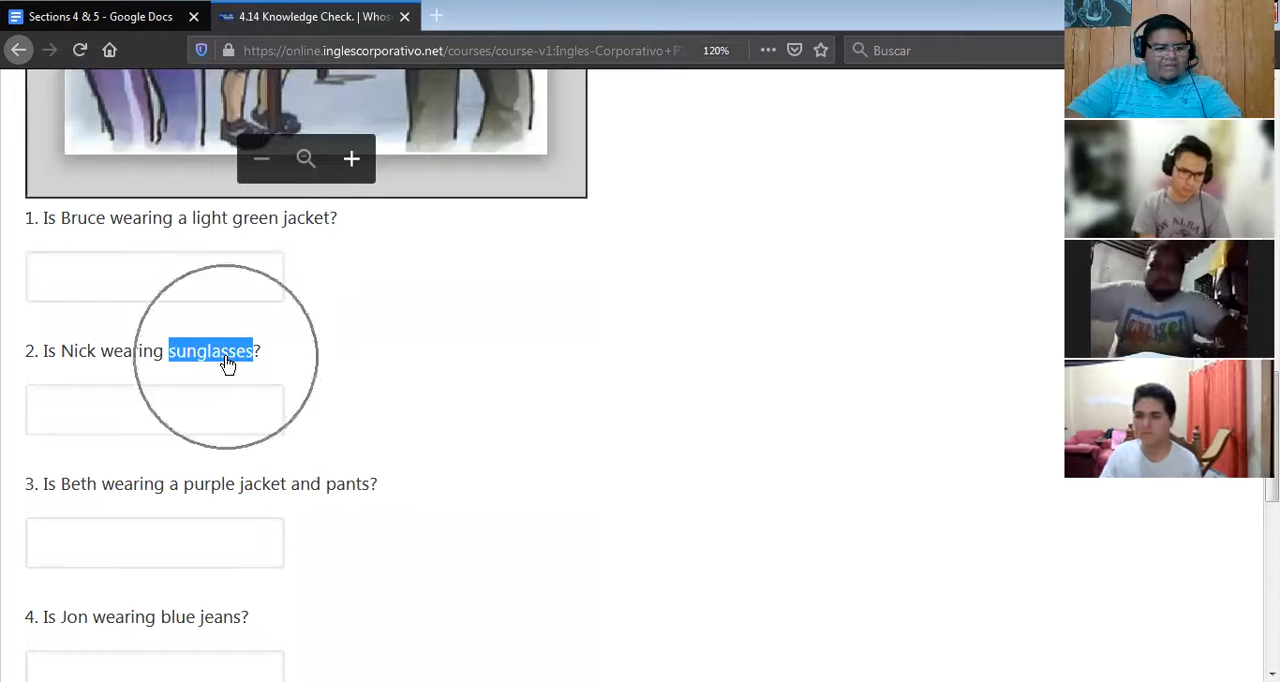 Sections 4 & 5 - Google Docs
4.14 Knowledge Check. | Whos
https://online.inglescorporativo.net/courses/course-v1:Ingles-Corporativo+P
120%
Buscar
1. Is Bruce wearing a light green jacket?
2. Is Nick wearing sunglasses?
3. Is Beth wearing a purple jacket and pants?
4. Is Jon wearing blue jeans?